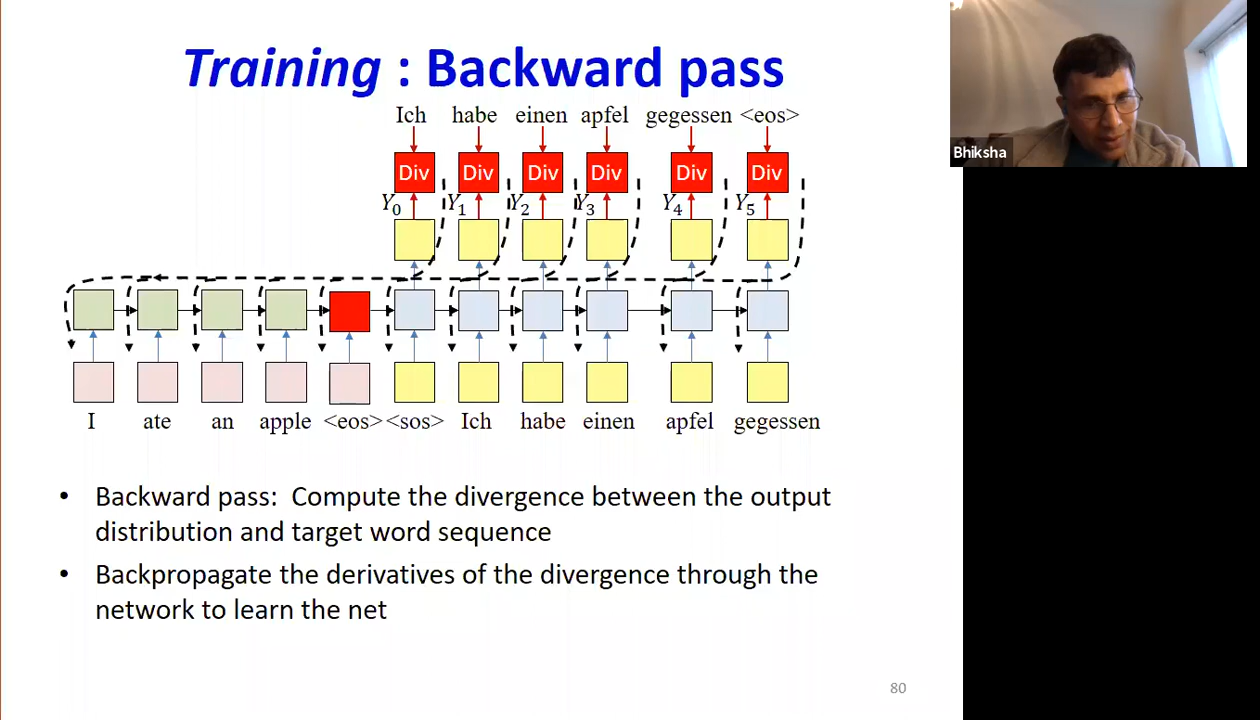 Training : Backward pass
Ich habe einen apfel gegessen <eos>
Div Div Div Div Div Div
Y0 Y1 Y2 Y3 Y4 Y5
I ate an apple <eos> <sos> Ich habe einen apfel gegessen
• Backward pass: Compute the divergence between the output
distribution and target word sequence
• Backpropagate the derivatives of the divergence through the
network to learn the net
80
Bhiksha